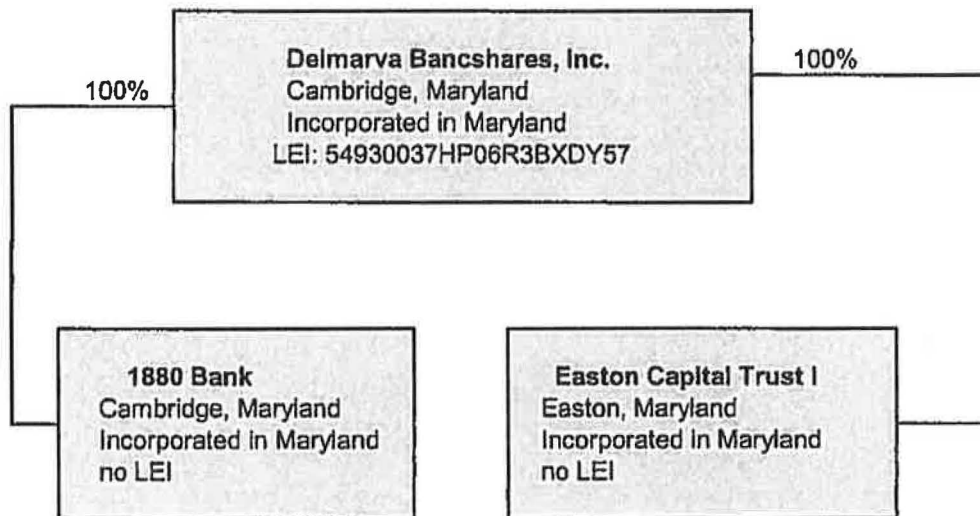 Delmarva Bancshares, Inc.
Cambridge, Maryland
Incorporated in Maryland
LEI: 54930037HP06R3BXDY57
100%
100%
1880 Bank
Cambridge, Maryland
Incorporated in Maryland
no LEI
Easton Capital Trust I
Easton, Maryland
Incorporated in Maryland
no LEI